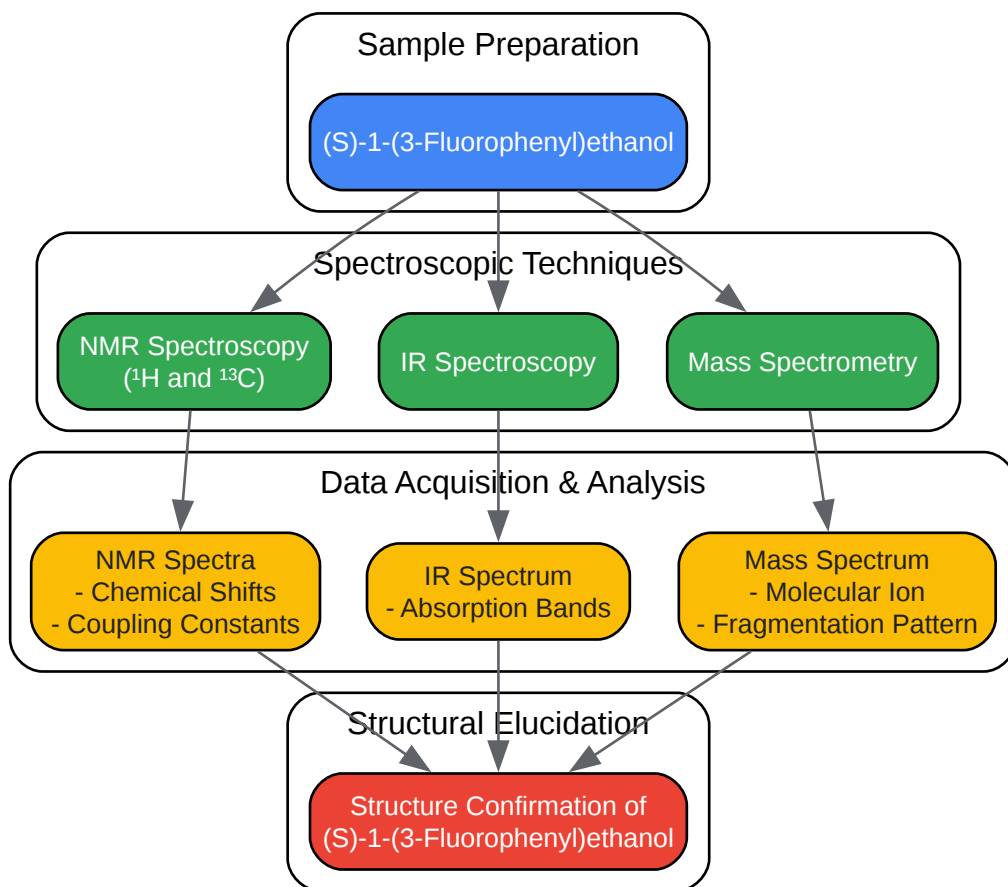 Sample Preparation
(S)-1-(3-Fluorophenyl)ethanol
Spectroscopic Techniques
NMR Spectroscopy
(¹H and ¹³C)
IR Spectroscopy
Mass Spectrometry
Data Acquisition & Analysis
NMR Spectra
- Chemical Shifts
- Coupling Constants
IR Spectrum
- Absorption Bands
Mass Spectrum
- Molecular Ion
- Fragmentation Pattern
Structural Elucidation
Structure Confirmation of
(S)-1-(3-Fluorophenyl)ethanol